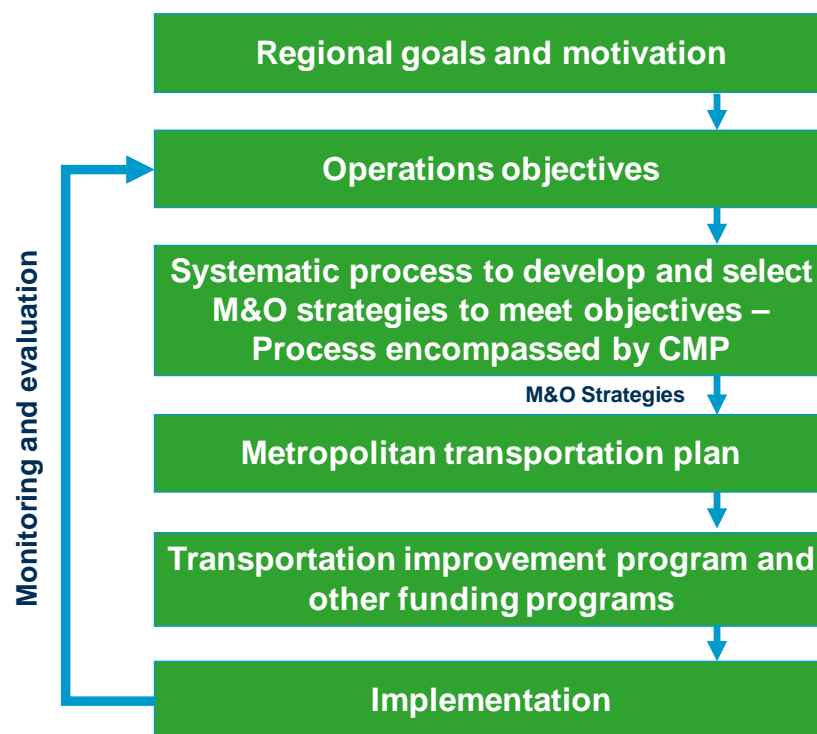 Regional goals and motivation
Operations objectives
Systematic process to develop and select
M&O strategies to meet objectives –
Process encompassed by CMP
M&O Strategies
Metropolitan transportation plan
Transportation improvement program and
other funding programs
Implementation
Monitoring and evaluation